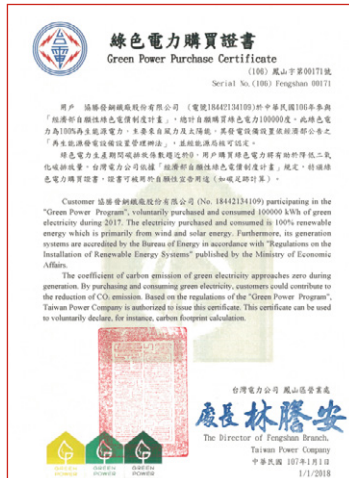 綠色電力購買證書
Green Power Purchase Certificate
(106) 鳳山字第00171號
Serial No.(106) Fengshan 00171
用戶 協勝發鋼鐵廠股份有限公司 (電號18442134109)於中華民國106年參與
「經濟部自願性綠色電價制度計畫」，總計自願購買綠色電力100000度，此綠色電
力為100%再生能源電力，主要來自風力及太陽能，其發電設備設置依經濟部公告之
「再生能源發電設備設置管理辦法」，並經能源局核可認定。
綠色電力生產期間碳排放係數趨近於0，用戶購買綠色電力將有助於降低二氧
化碳排放量，台灣電力公司依據「經濟部自願性綠色電價制度計畫」規定，特頒綠
色電力購買證書，證書可被用於自願性宣告用途（如碳足跡計算）。
Customer 協勝發鋼鐵廠股份有限公司 (No. 18442134109) participating in the
"Green Power Program", voluntarily purchased and consumed 100000 kWh of green
electricity during 2017. The electricity purchased and consumed is 100% renewable
energy which is primarily from wind and solar energy. Furthermore, its generation
systems are accredited by the Bureau of Energy in accordance with "Regulations on the
Installation of Renewable Energy Systems" published by the Ministry of Economic
Affairs.
The coefficient of carbon emission of green electricity approaches zero during
generation. By purchasing and consuming green electricity, customers could contribute to
the reduction of CO₂ emission. Based on the regulations of the "Green Power Program",
Taiwan Power Company is authorized to issue this certificate. This certificate can be used
to voluntarily declare, for instance, carbon footprint calculation.
台灣電力公司 鳳山區營業處
處長 林騰安
The Director of Fengshan Branch,
Taiwan Power Company
中華民國 107年1月1日
1/1/2018
GREEN POWER GREEN POWER GREEN POWER